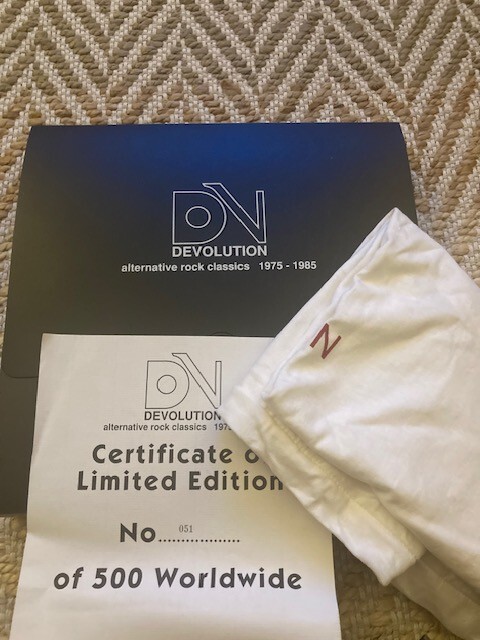 DV
DEVOLUTION
alternative rock classics 1975 - 1985
N
DV
DEVOLUTION
alternative rock classics
Certificate
Limited Edition
No 051
of 500 Worldwide